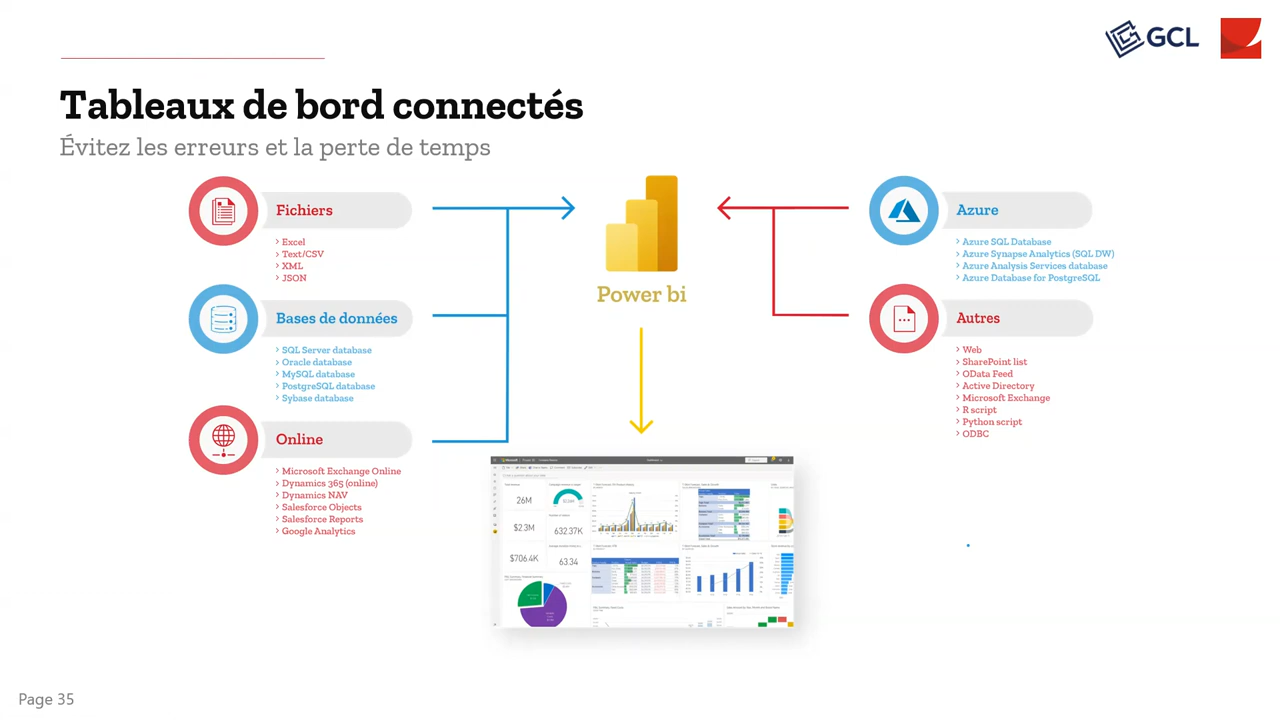 GCL
Tableaux de bord connectés
Évitez les erreurs et la perte de temps
Fichiers
Excel
Text/CSV
XML
JSON
Bases de données
SQL Server database
Oracle database
MySQL database
PostgreSQL database
Sybase database
Online
Microsoft Exchange Online
Dynamics 365 (online)
Dynamics NAV
Salesforce Objects
Salesforce Reports
Google Analytics
Power bi
26M
$2.3M
$706.4K
632.37K
63.34
Azure
Azure SQL Database
Azure Synapse Analytics (SQL DW)
Azure Analysis Services database
Azure Database for PostgreSQL
Autres
Web
SharePoint list
OData Feed
Active Directory
Microsoft Exchange
R script
Python script
ODBC
Page 35